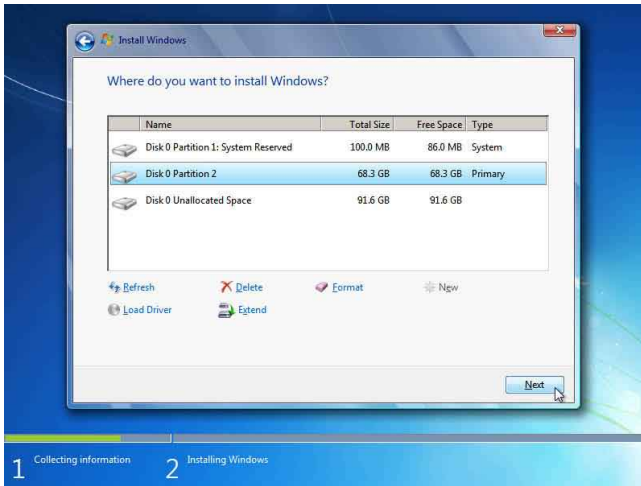 Install Windows
Where do you want to install Windows?
Name Total Size Free Space Type
Disk 0 Partition 1: System Reserved 100.0 MB 86.0 MB System
Disk 0 Partition 2 68.3 GB 68.3 GB Primary
Disk 0 Unallocated Space 91.6 GB 91.6 GB
Refresh Delete Format New
Load Driver Extend
Next
1 Collecting information 2 Installing Windows